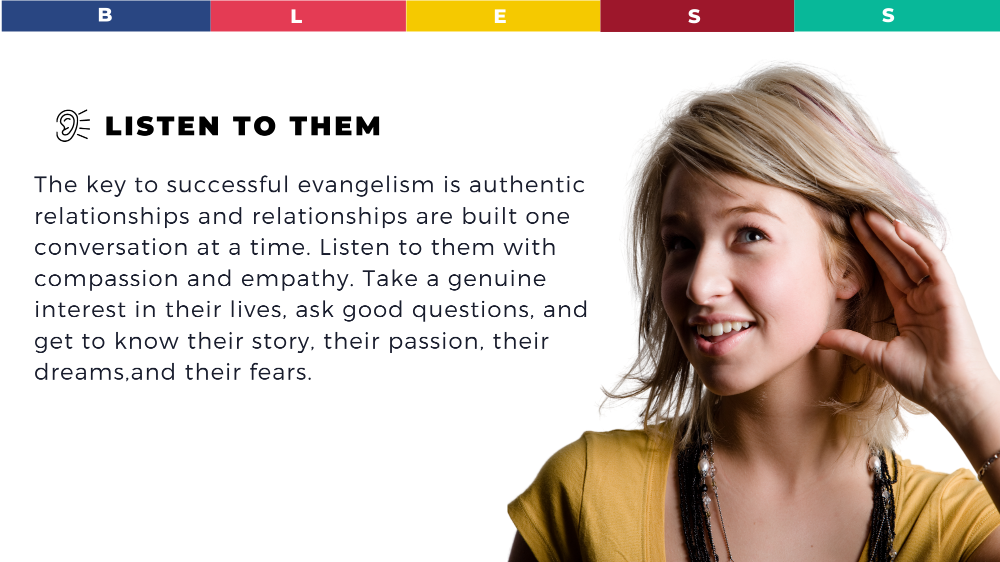 B L E S S
LISTEN TO THEM
The key to successful evangelism is authentic
relationships and relationships are built one
conversation at a time. Listen to them with
compassion and empathy. Take a genuine
interest in their lives, ask good questions, and
get to know their story, their passion, their
dreams,and their fears.